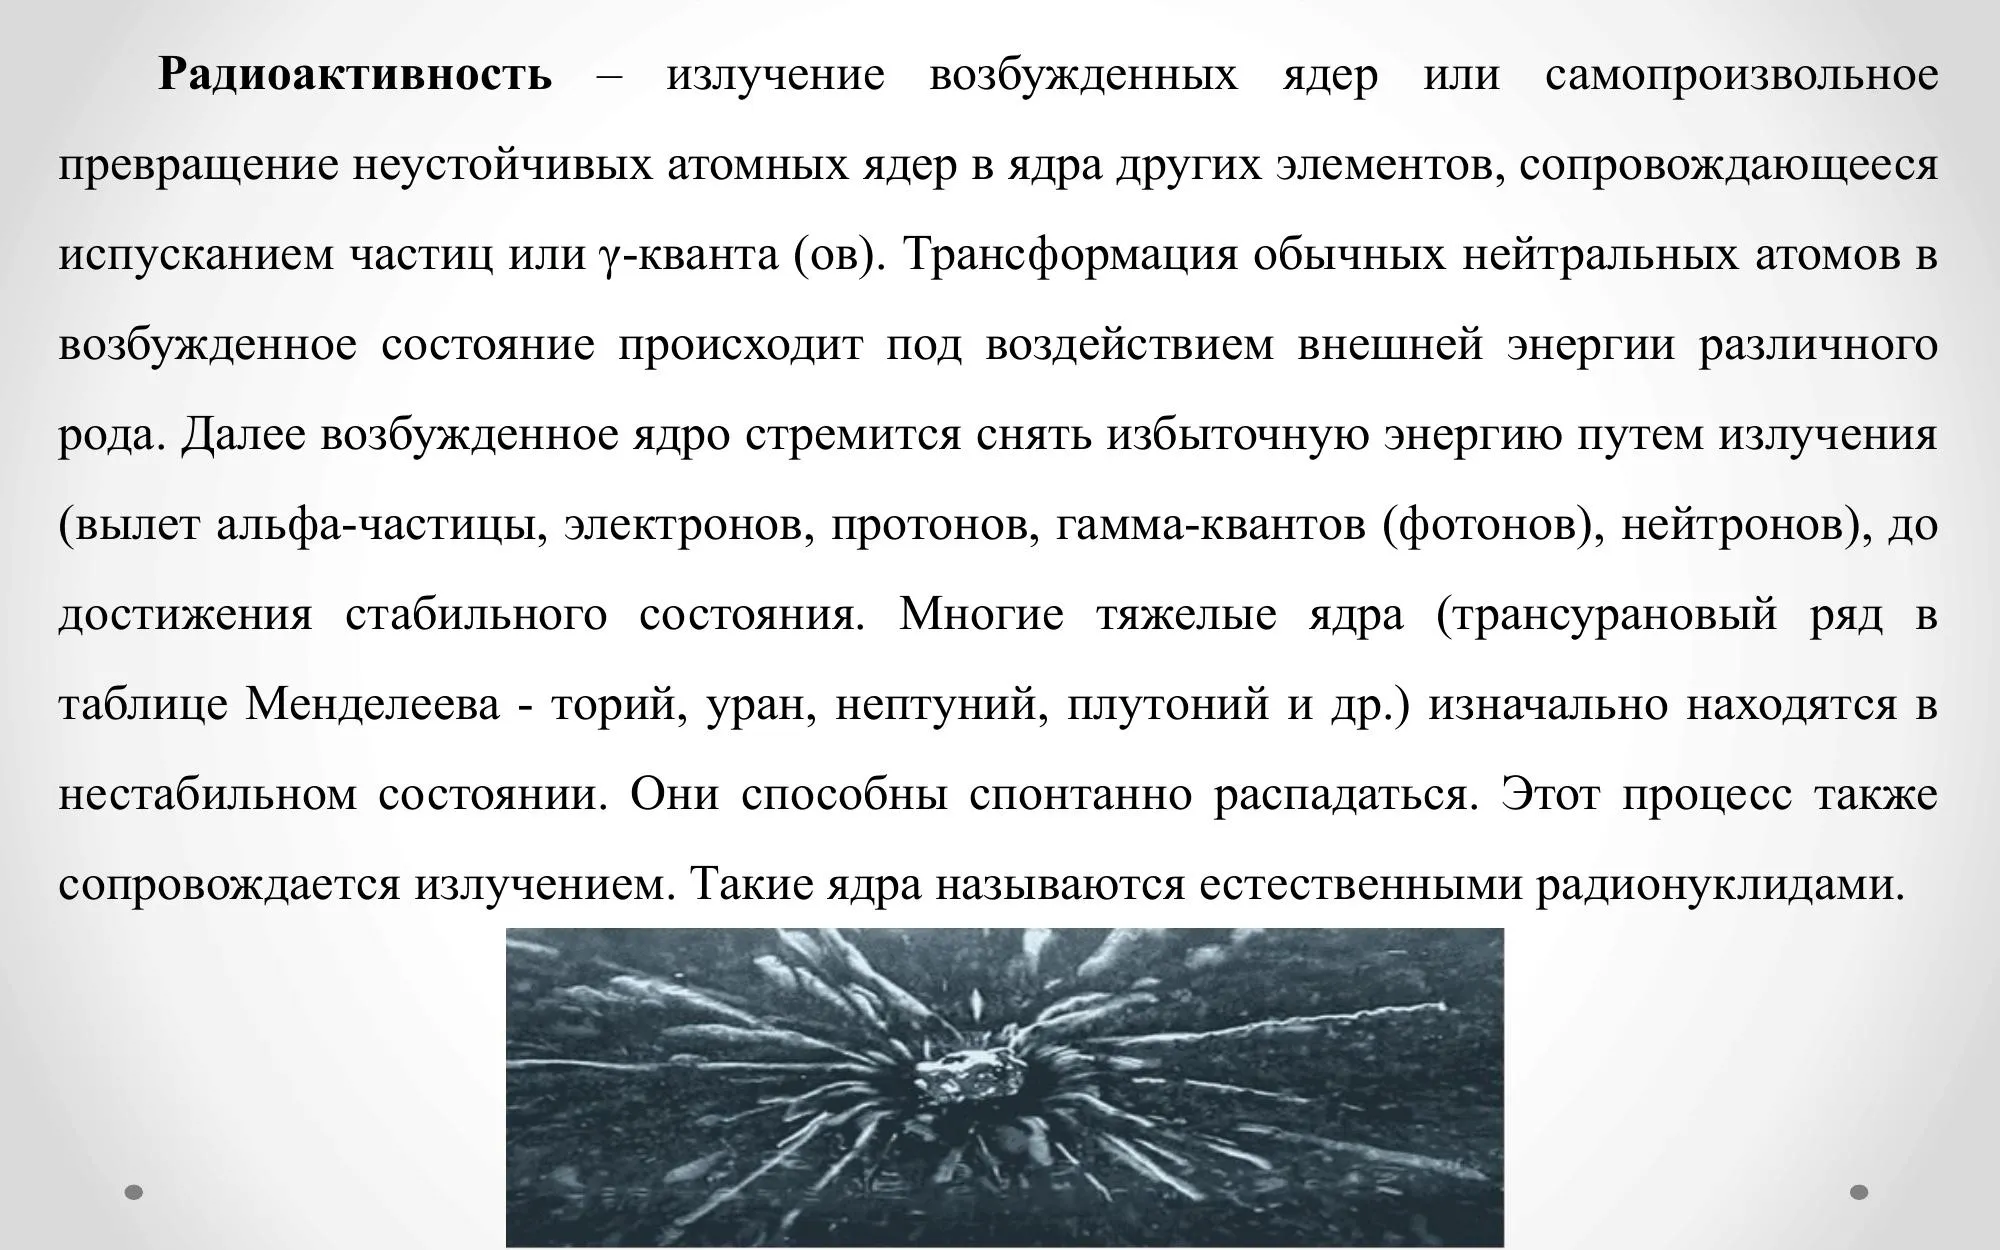 Радиоактивность – излучение возбужденных ядер или самопроизвольное
превращение неустойчивых атомных ядер в ядра других элементов, сопровождающееся
испусканием частиц или γ-кванта (ов). Трансформация обычных нейтральных атомов в
возбужденное состояние происходит под воздействием внешней энергии различного
рода. Далее возбужденное ядро стремится снять избыточную энергию путем излучения
(вылет альфа-частицы, электронов, протонов, гамма-квантов (фотонов), нейтронов), до
достижения стабильного состояния. Многие тяжелые ядра (трансурановый ряд в
таблице Менделеева - торий, уран, нептуний, плутоний и др.) изначально находятся в
нестабильном состоянии. Они способны спонтанно распадаться. Этот процесс также
сопровождается излучением. Такие ядра называются естественными радионуклидами.